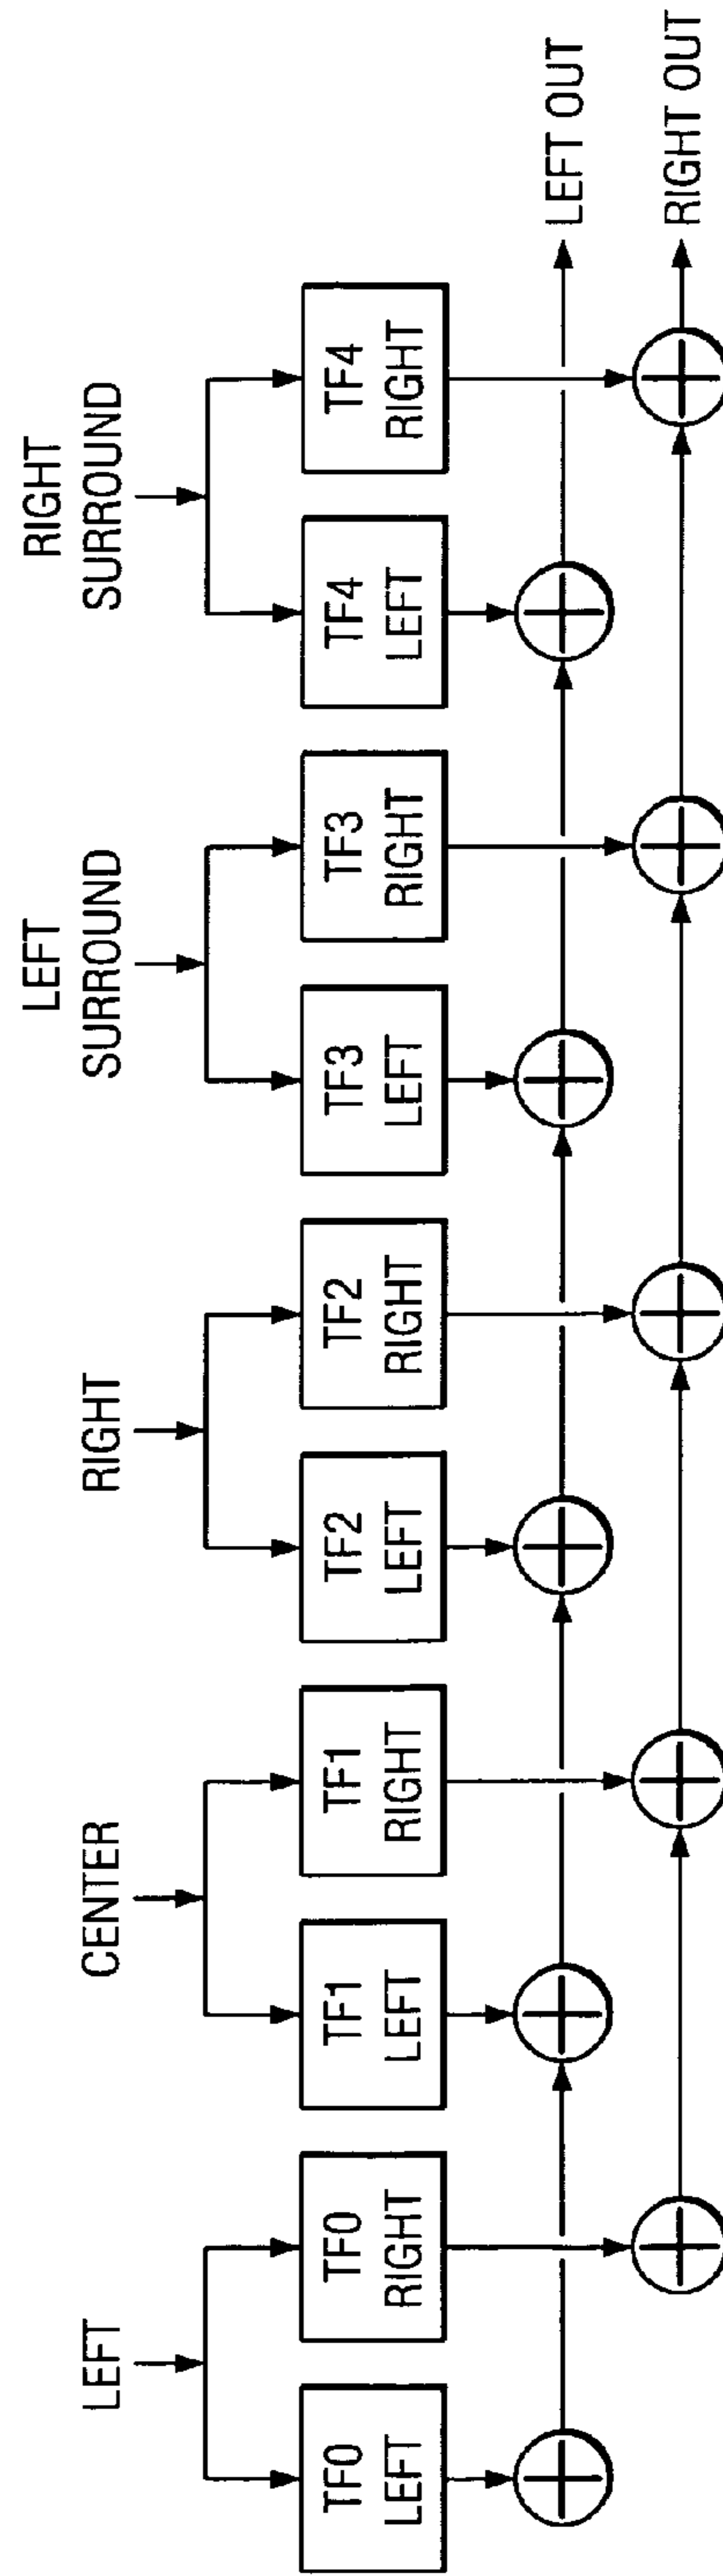 LEFT
CENTER
RIGHT
LEFT
SURROUND
RIGHT
SURROUND
TF0
LEFT
TF0
RIGHT
TF1
LEFT
TF1
RIGHT
TF2
LEFT
TF2
RIGHT
TF3
LEFT
TF3
RIGHT
TF4
LEFT
TF4
RIGHT
LEFT OUT
RIGHT OUT